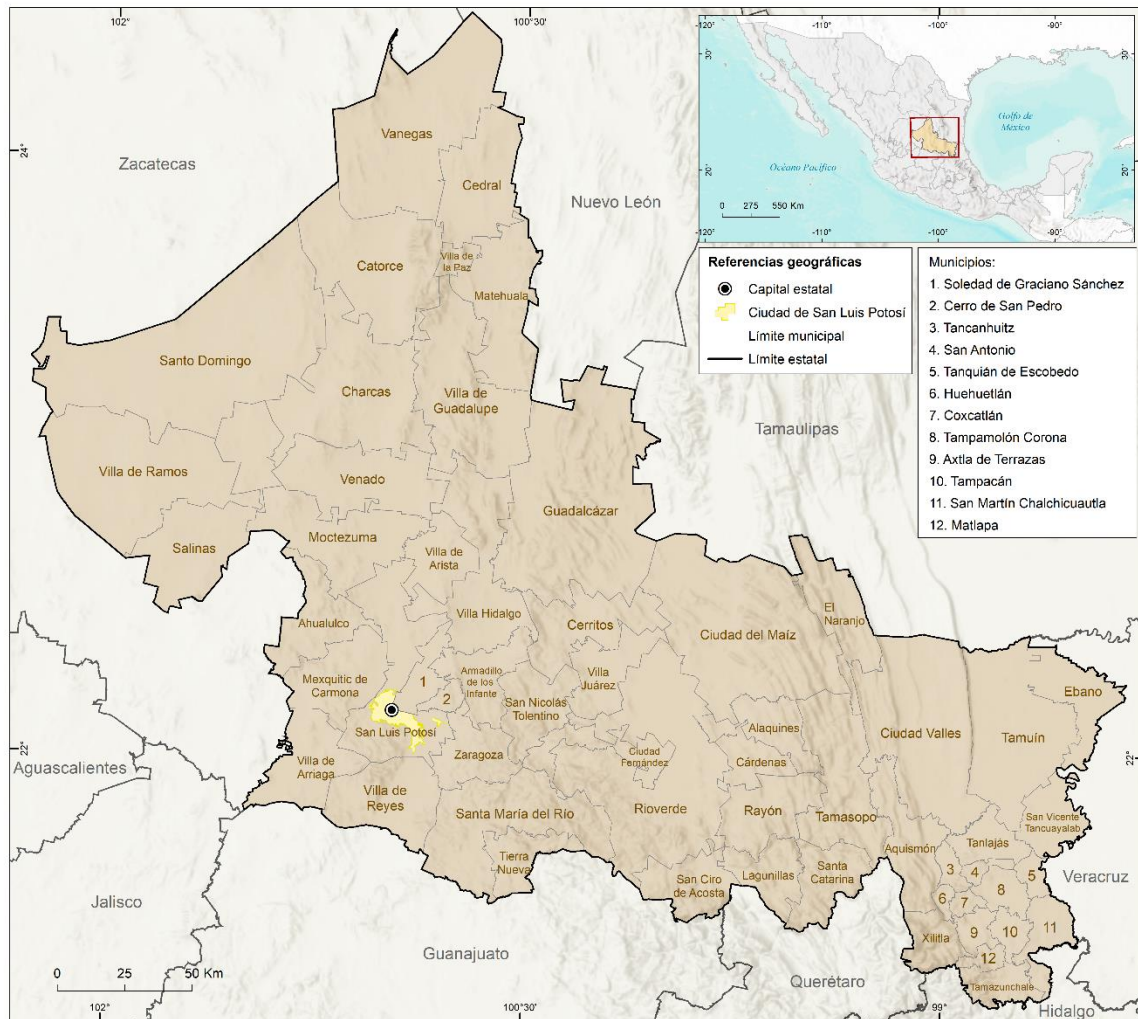 102°
100°30'
-100°
-90°
30°
30°
Golfo de
México
Océano Pacífico
20°
20°
0 275 550 Km
-120°
-110°
-100°
-90°
24°
Zacatecas
Nuevo León
Tamaulipas
Vanegas
Cedral
Catorce
Villa de
la Paz
Matehuala
Santo Domingo
Charcas
Villa de
Guadalupe
Villa de Ramos
Venado
Guadalcázar
Salinas
Moctezuma
Villa de
Arista
Ahualulco
Villa Hidalgo
Cerritos
Ciudad del Maíz
El
Naranjo
Mexquitic de
Carmona
1
2
Armadillo
de los
Infante
Villa
Juárez
San Nicolás
Tolentino
Ebano
San Luis Potosí
Alaquines
Ciudad Valles
Tamuín
22°
22°
Aguascalientes
Villa de
Arriaga
Zaragoza
Ciudad
Fernández
Cárdenas
Villa de
Reyes
Santa María del Río
Rioverde
Rayón
Tamasopo
San Vicente
Tancuayalab
Tierra
Nueva
Aquismón
Tanlajás
San Ciro
de Acosta
Lagunillas
Santa
Catarina
3
4
5
6
7
8
9
10
11
12
Veracruz
Jalisco
Xilitla
Guanajuato
Querétaro
Tamazunchale
Hidalgo
0 25 50 Km
102°
100°30'
99°
Referencias geográficas
Capital estatal
Ciudad de San Luis Potosí
Límite municipal
Límite estatal
Municipios:
1. Soledad de Graciano Sánchez
2. Cerro de San Pedro
3. Tancanhuitz
4. San Antonio
5. Tanquián de Escobedo
6. Huehuetlán
7. Coxcatlán
8. Tampamolón Corona
9. Axtla de Terrazas
10. Tampacán
11. San Martín Chalchicuautla
12. Matlapa